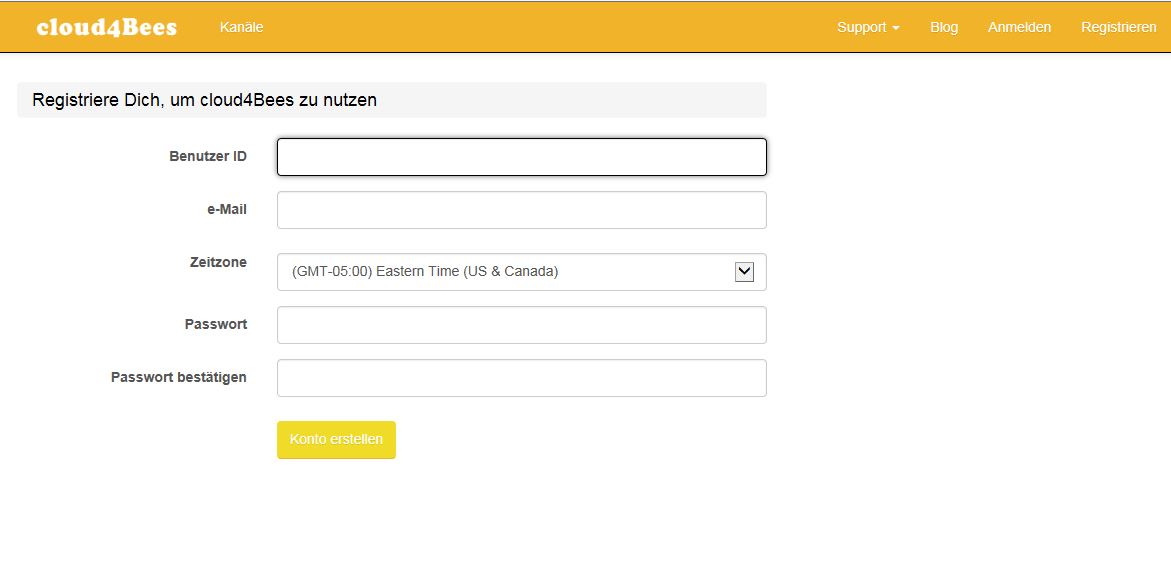 cloud4Bees Kanäle Support Blog Anmelden Registrieren
Registriere Dich, um cloud4Bees zu nutzen
Benutzer ID
e-Mail
Zeitzone (GMT-05:00) Eastern Time (US & Canada)
Passwort
Passwort bestätigen
Konto erstellen